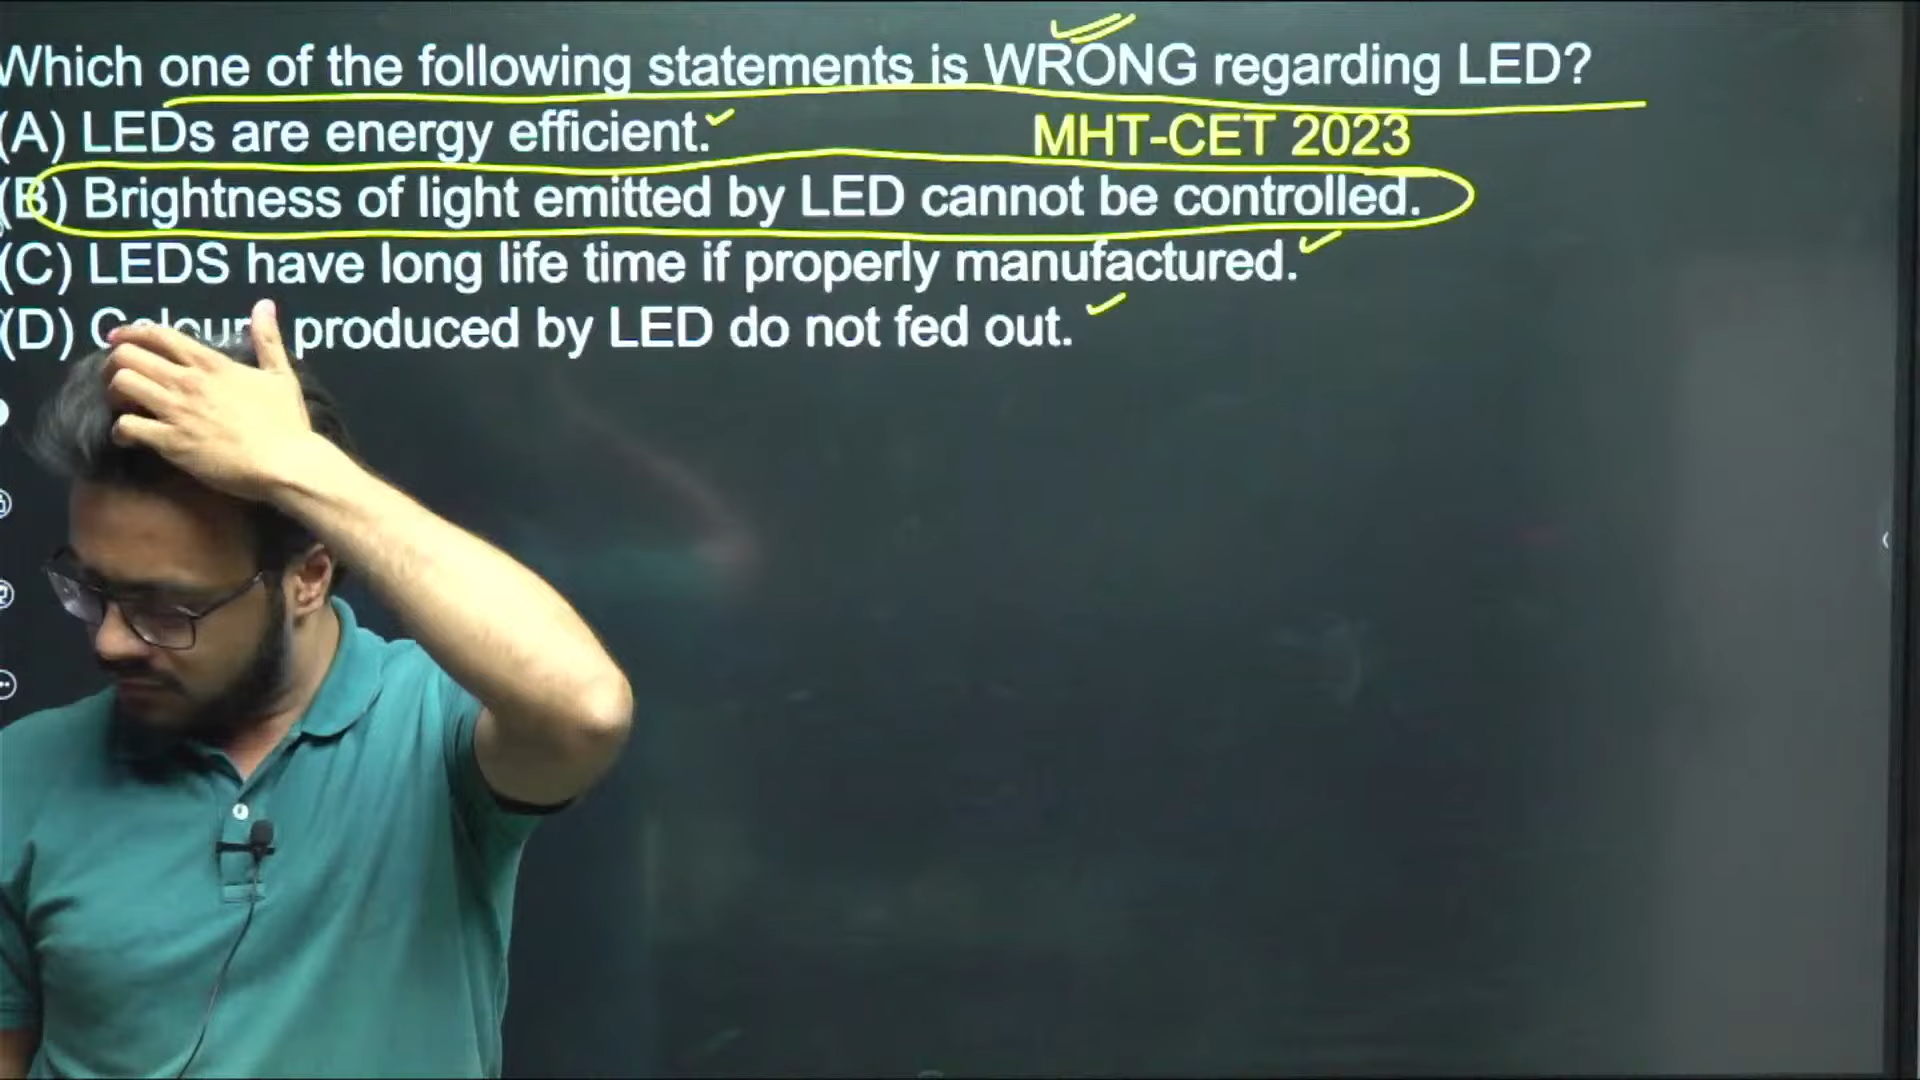 Which one of the following statements is WRONG regarding LED?
(A) LEDs are energy efficient.
MHT-CET 2023
(B) Brightness of light emitted by LED cannot be controlled.
(C) LEDS have long life time if properly manufactured.
(D) produced by LED do not fed out.